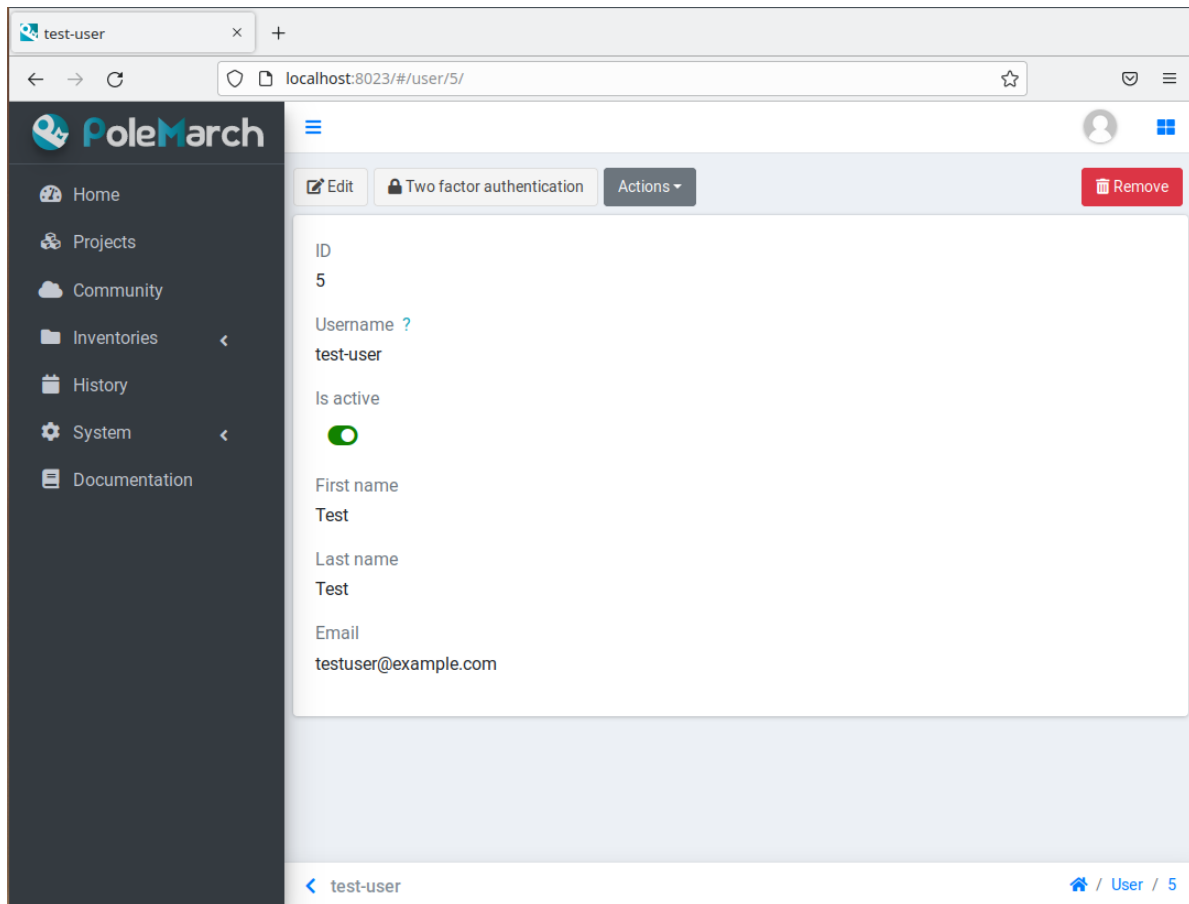 test-user
localhost:8023/#/user/5/
PoleMarch
Home
Projects
Community
Inventories
History
System
Documentation
Edit
Two factor authentication
Actions
Remove
ID
5
Username ?
test-user
Is active
First name
Test
Last name
Test
Email
testuser@example.com
test-user
/ User / 5